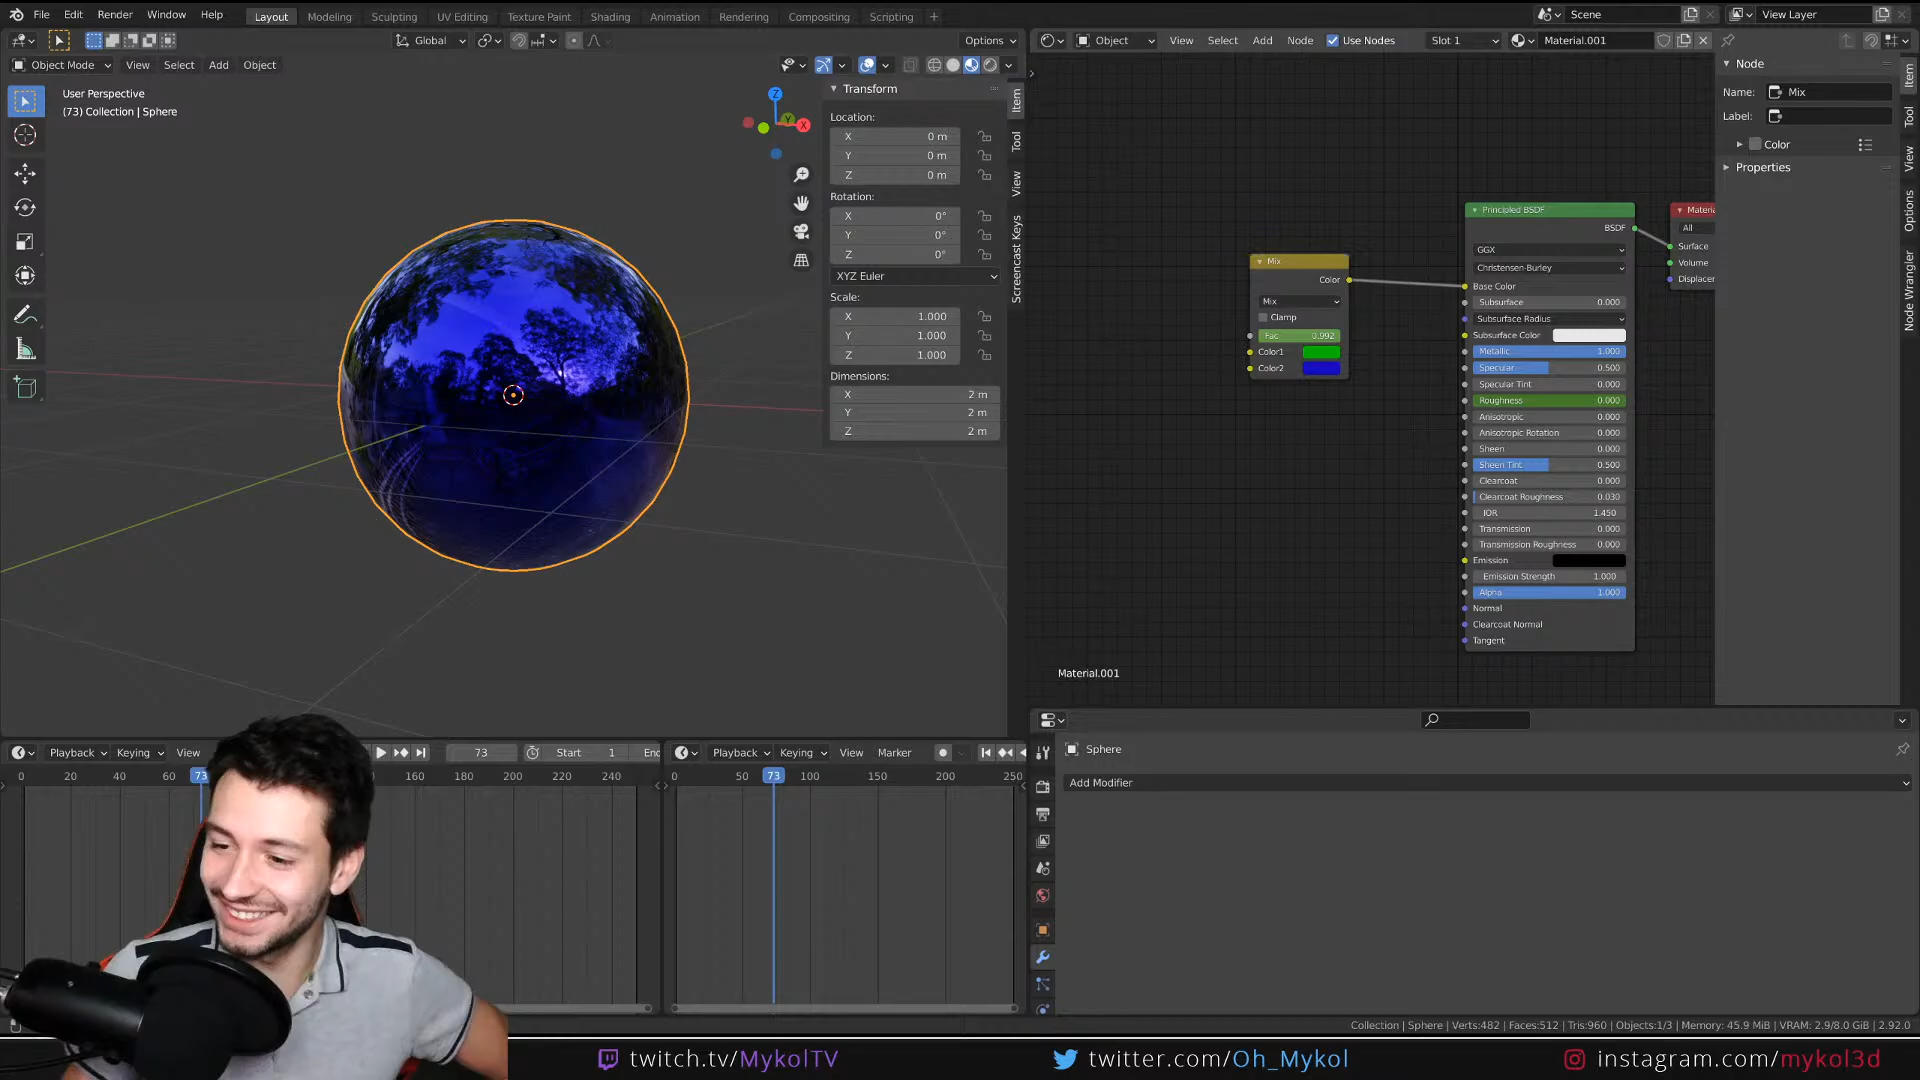 File Edit Render Window Help
Layout Modeling Sculpting UV Editing Texture Paint Shading Animation Rendering Compositing Scripting +
Scene
View Layer
Global
Options
Object
View Select Add Node
Use Nodes
Slot 1
Material.001
Object Mode
View Select Add Object
User Perspective
(73) Collection | Sphere
Z
Y
X
Transform
Location:
X 0 m
Y 0 m
Z 0 m
Rotation:
X 0°
Y 0°
Z 0°
XYZ Euler
Scale:
X 1.000
Y 1.000
Z 1.000
Dimensions:
X 2 m
Y 2 m
Z 2 m
Item
Tool
View
Screencast Keys
Mix
Color
Mix
Clamp
Fac 0.992
Color1
Color2
Principled BSDF
BSDF
GGX
Christensen-Burley
Base Color
Subsurface 0.000
Subsurface Radius
Subsurface Color
Metallic 1.000
Specular 0.500
Specular Tint 0.000
Roughness 0.000
Anisotropic 0.000
Anisotropic Rotation 0.000
Sheen 0.000
Sheen Tint 0.500
Clearcoat 0.000
Clearcoat Roughness 0.030
IOR 1.450
Transmission 0.000
Transmission Roughness 0.000
Emission
Emission Strength 1.000
Alpha 1.000
Normal
Clearcoat Normal
Tangent
Materia
All
Surface
Volume
Displacer
Material.001
Node
Name: Mix
Label:
Color
Properties
Item
Tool
View
Options
Node Wrangler
Playback Keying View
73
Start 1
End
0 20 40 60 73 160 180 200 220 240
Playback Keying View Marker
0 50 73 100 150 200 250
Sphere
Add Modifier
Collection | Sphere | Verts:482 | Faces:512 | Tris:960 | Objects:1/3 | Memory: 45.9 MiB | VRAM: 2.9/8.0 GiB | 2.92.0
twitch.tv/MykolTV
twitter.com/Oh_Mykol
instagram.com/mykol3d